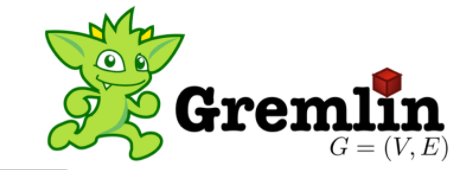 Gremlin
G = (V, E)